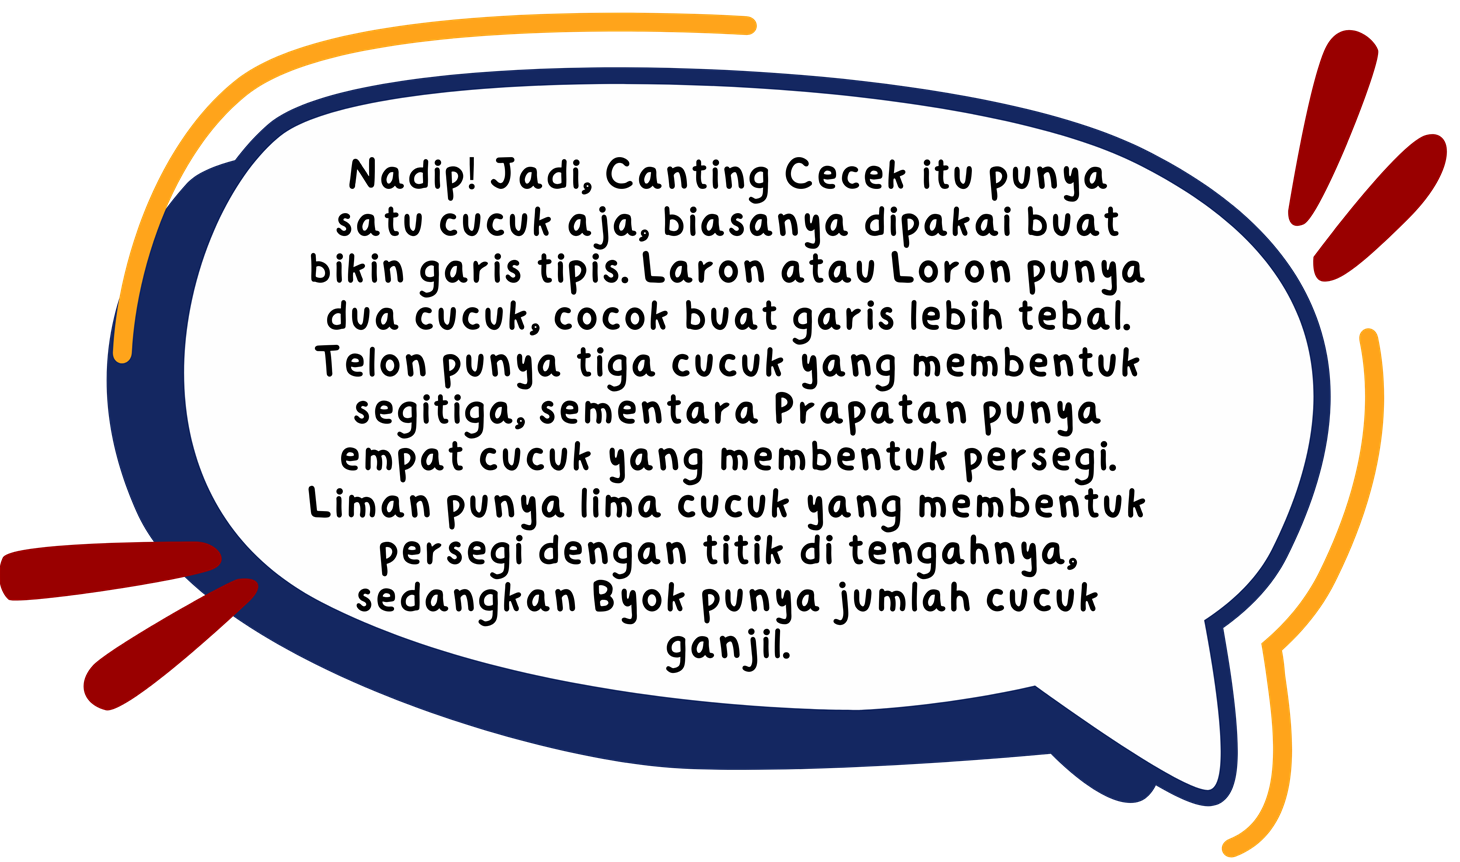 Nadip! Jadi, Canting Cecek itu punya
satu cucuk aja, biasanya dipakai buat
bikin garis tipis. Laron atau Loron punya
dua cucuk, cocok buat garis lebih tebal.
Telon punya tiga cucuk yang membentuk
segitiga, sementara Prapatan punya
empat cucuk yang membentuk persegi.
Liman punya lima cucuk yang membentuk
persegi dengan titik di tengahnya,
sedangkan Byok punya jumlah cucuk
ganjil.